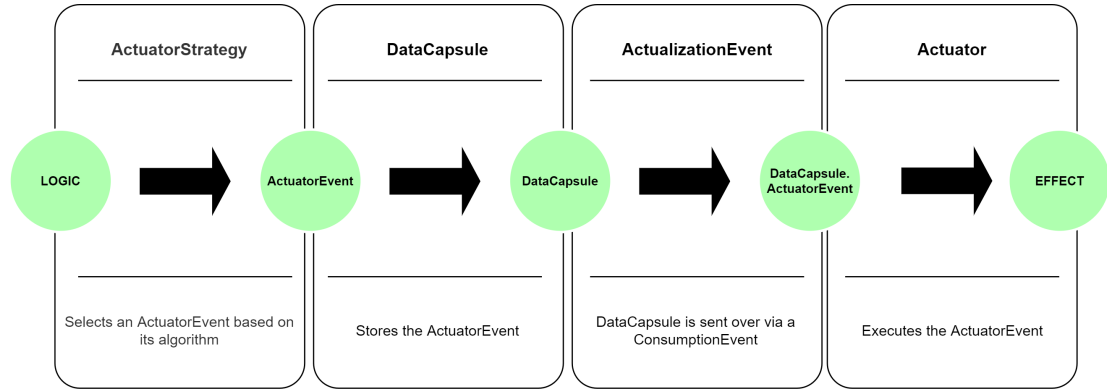 ActuatorStrategy
DataCapsule
ActualizationEvent
Actuator
LOGIC
ActuatorEvent
DataCapsule
DataCapsule.
ActuatorEvent
EFFECT
Selects an ActuatorEvent based on
its algorithm
Stores the ActuatorEvent
DataCapsule is sent over via a
ConsumptionEvent
Executes the ActuatorEvent